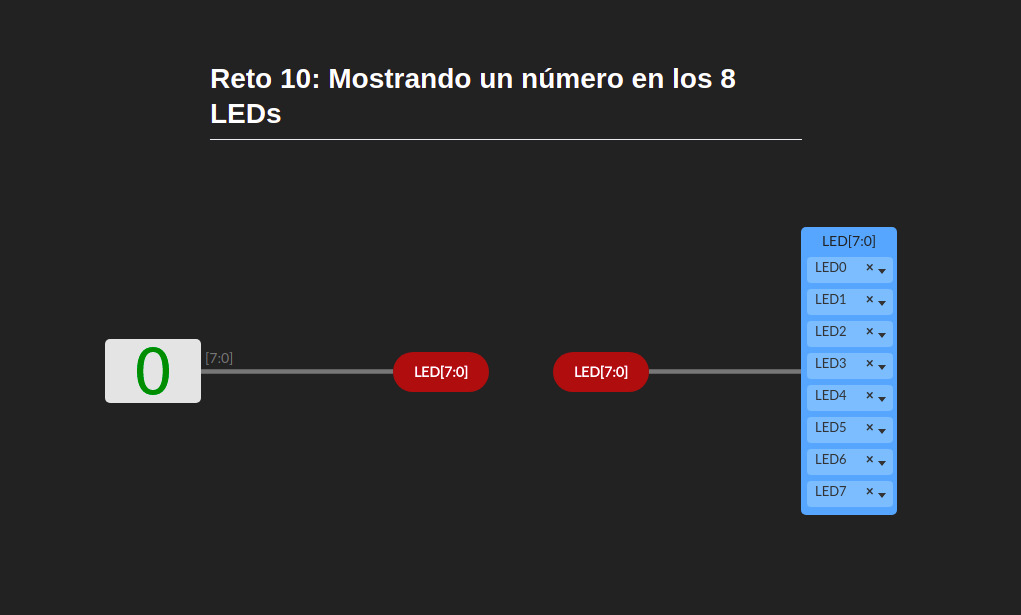 Reto 10: Mostrando un número en los 8
LEDs
LED[7:0]
LED0 ×
LED1 ×
LED2 ×
LED3 ×
LED4 ×
LED5 ×
LED6 ×
LED7 ×
0
[7:0]
LED[7:0]
LED[7:0]